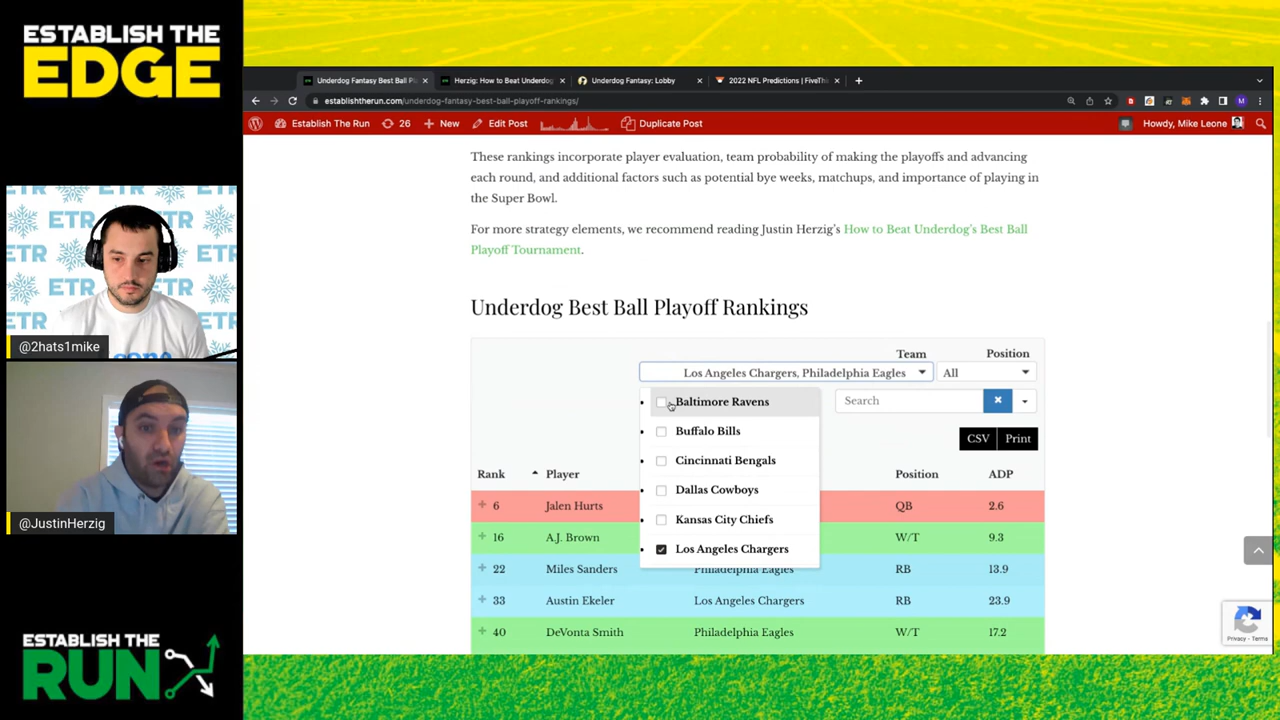 ESTABLISH THE
EDGE
ETR
@2hats1mike
@JustinHerzig
ESTABLISH THE
RUN
Underdog Fantasy Best Ball Pl
Herzig: How to Beat Underdog
Underdog Fantasy: Lobby
2022 NFL Predictions | FiveThi
establishtherun.com/underdog-fantasy-best-ball-playoff-rankings/
Establish The Run
26
New
Edit Post
Duplicate Post
Howdy, Mike Leone
These rankings incorporate player evaluation, team probability of making the playoffs and advancing
each round, and additional factors such as potential bye weeks, matchups, and importance of playing in
the Super Bowl.
For more strategy elements, we recommend reading Justin Herzig's How to Beat Underdog's Best Ball
Playoff Tournament.
Underdog Best Ball Playoff Rankings
Team
Position
Los Angeles Chargers, Philadelphia Eagles
All
Baltimore Ravens
Buffalo Bills
Cincinnati Bengals
Dallas Cowboys
Kansas City Chiefs
Los Angeles Chargers
Search
CSV
Print
Rank Player Position ADP
6 Jalen Hurts QB 2.6
16 A.J. Brown W/T 9.3
22 Miles Sanders Philadelphia Eagles RB 13.9
33 Austin Ekeler Los Angeles Chargers RB 23.9
40 DeVonta Smith Philadelphia Eagles W/T 17.2
Privacy - Terms